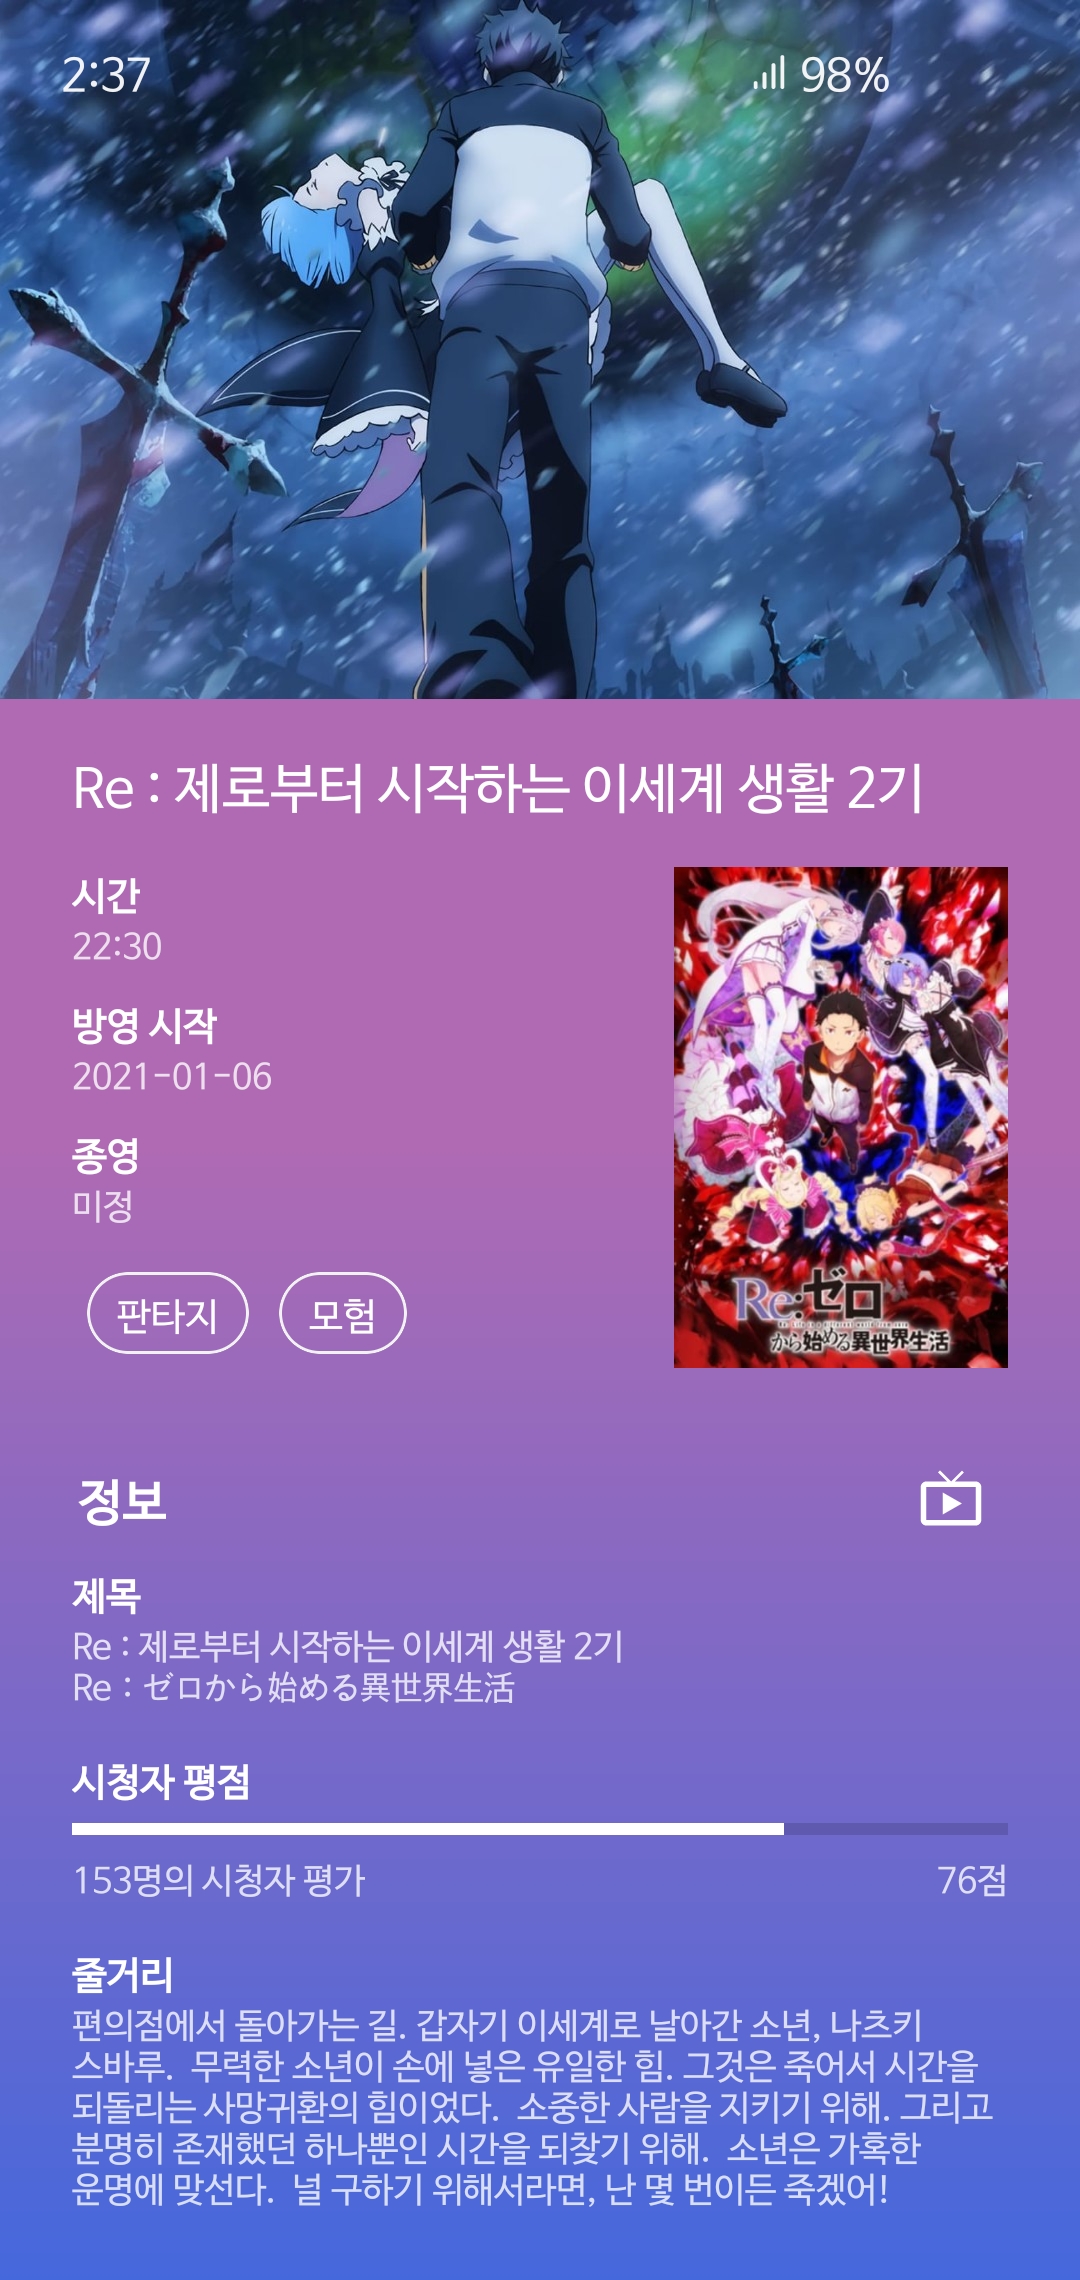 2:37
98%
Re : 제로부터 시작하는 이세계 생활 2기
시간
22:30
방영 시작
2021-01-06
종영
미정
판타지
모험
Re:ゼロ
から始める異世界生活
정보
제목
Re : 제로부터 시작하는 이세계 생활 2기
Re：ゼロから始める異世界生活
시청자 평점
153명의 시청자 평가
76점
줄거리
편의점에서 돌아가는 길. 갑자기 이세계로 날아간 소년, 나츠키
스바루.  무력한 소년이 손에 넣은 유일한 힘. 그것은 죽어서 시간을
되돌리는 사망귀환의 힘이었다.  소중한 사람을 지키기 위해. 그리고
분명히 존재했던 하나뿐인 시간을 되찾기 위해.  소년은 가혹한
운명에 맞선다.  널 구하기 위해서라면, 난 몇 번이든 죽겠어!